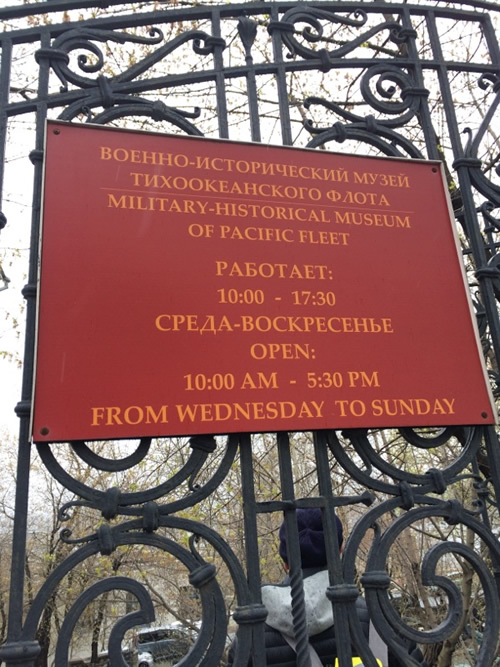 ВОЕННО-ИСТОРИЧЕСКИЙ МУЗЕЙ
ТИХООКЕАНСКОГО ФЛОТА
MILITARY-HISTORICAL MUSEUM
OF PACIFIC FLEET
РАБОТАЕТ:
10:00 - 17:30
СРЕДА-ВОСКРЕСЕНЬЕ
OPEN:
10:00 AM - 5:30 PM
FROM WEDNESDAY TO SUNDAY